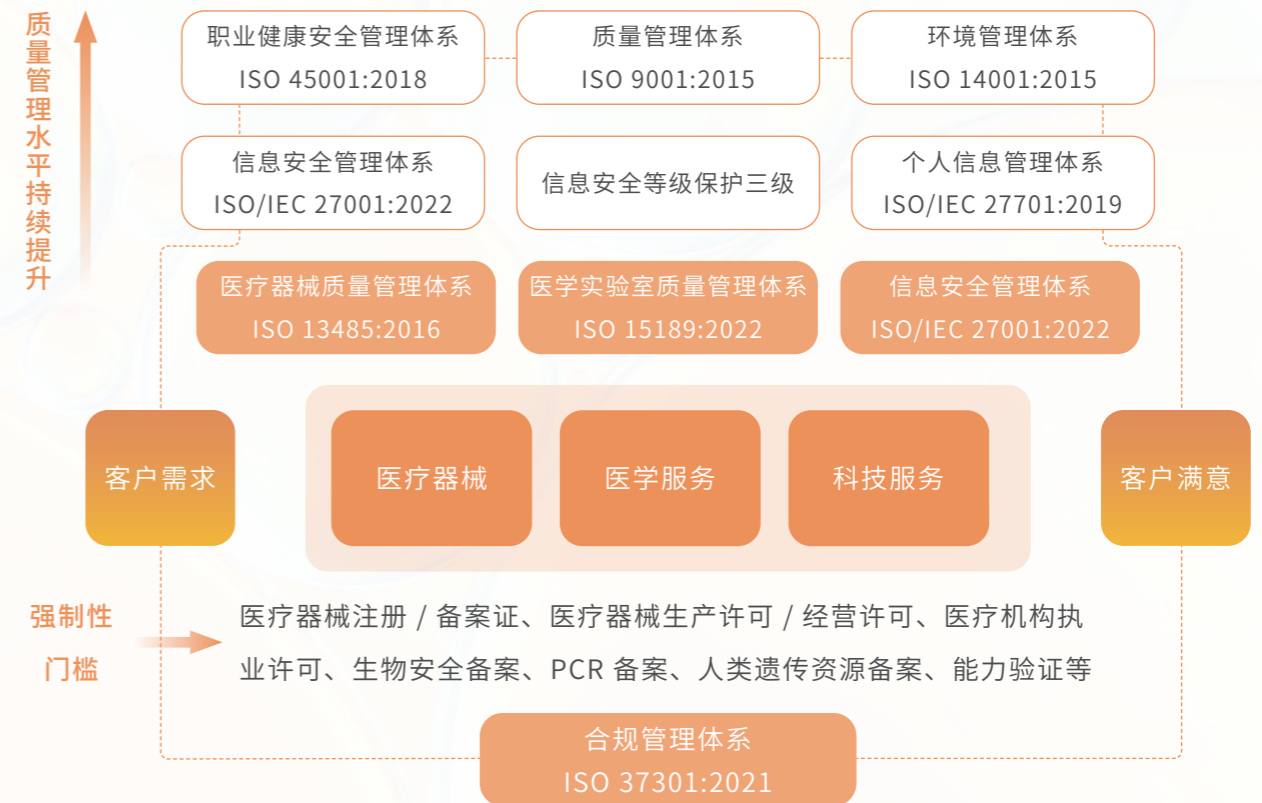 质量管理水平持续提升
职业健康安全管理体系
ISO 45001:2018
质量管理体系
ISO 9001:2015
环境管理体系
ISO 14001:2015
信息安全管理体系
ISO/IEC 27001:2022
信息安全等级保护三级
个人信息管理体系
ISO/IEC 27701:2019
医疗器械质量管理体系
ISO 13485:2016
医学实验室质量管理体系
ISO 15189:2022
信息安全管理体系
ISO/IEC 27001:2022
客户需求
医疗器械
医学服务
科技服务
客户满意
强制性
门槛
医疗器械注册 / 备案证、医疗器械生产许可 / 经营许可、医疗机构执
业许可、生物安全备案、PCR 备案、人类遗传资源备案、能力验证等
合规管理体系
ISO 37301:2021